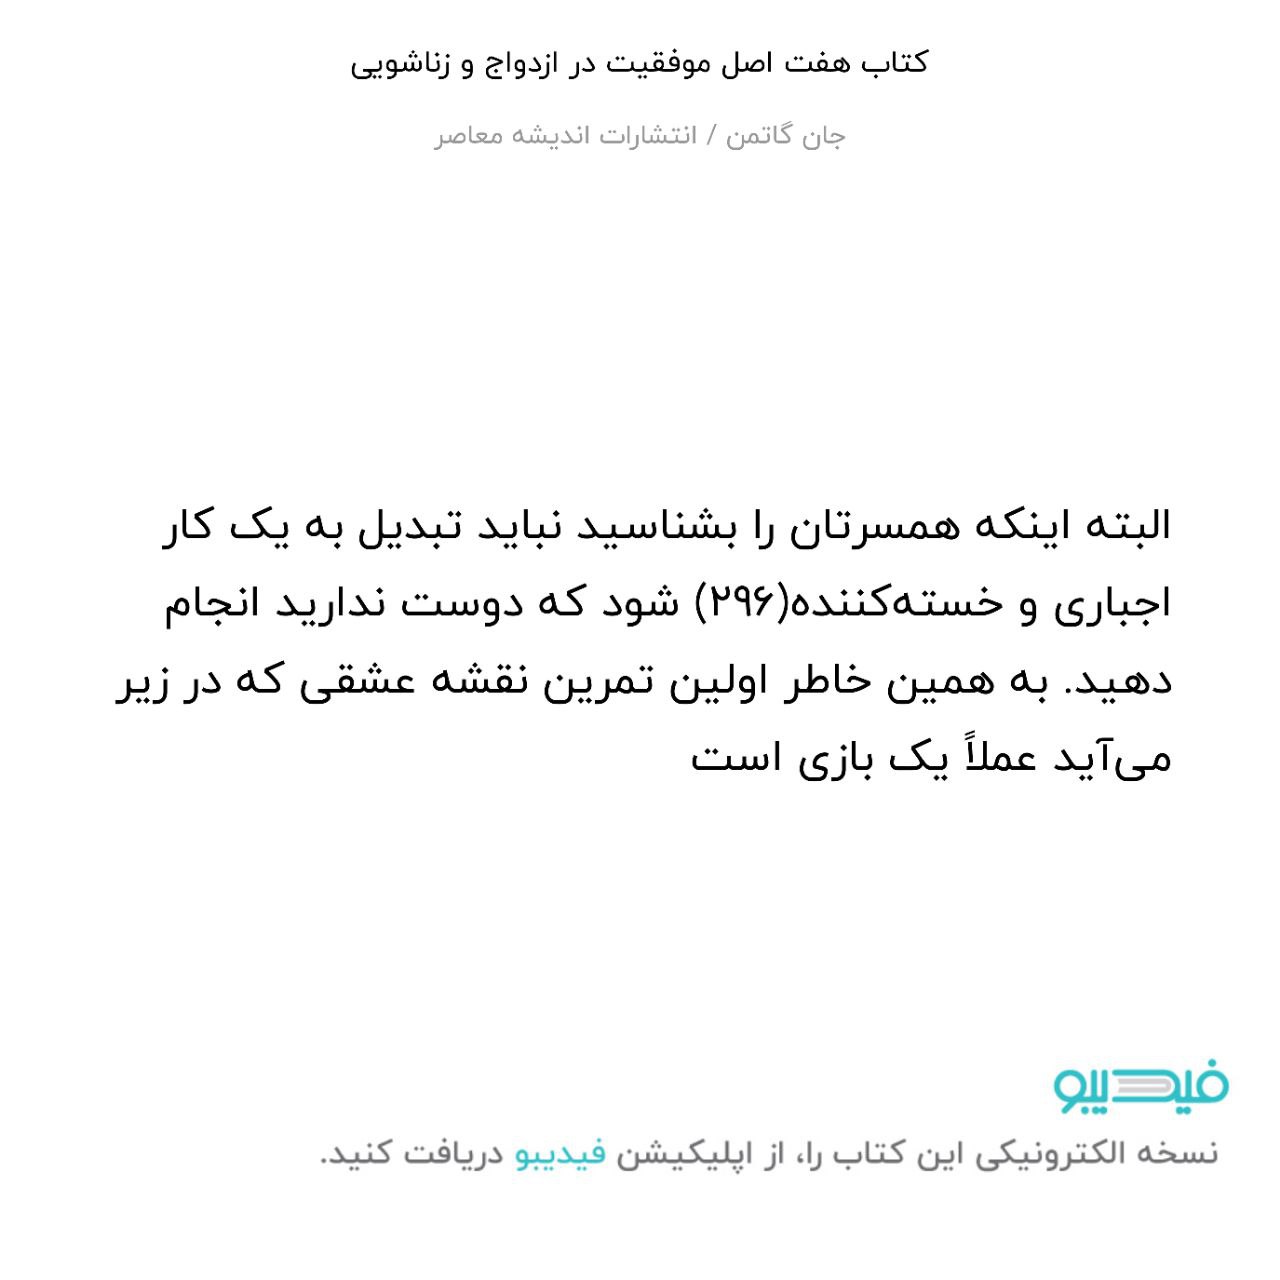 کتاب هفت اصل موفقیت در ازدواج و زناشویی
جان گاتمن / انتشارات اندیشه معاصر
البته اینکه همسرتان را بشناسید نباید تبدیل به یک کار
اجباری و خسته‌کننده(۲۹۶) شود که دوست ندارید انجام
دهید. به همین خاطر اولین تمرین نقشه عشقی که در زیر
می‌آید عملاً یک بازی است
فیدیبو
نسخه الکترونیکی این کتاب را، از اپلیکیشن فیدیبو دریافت کنید.